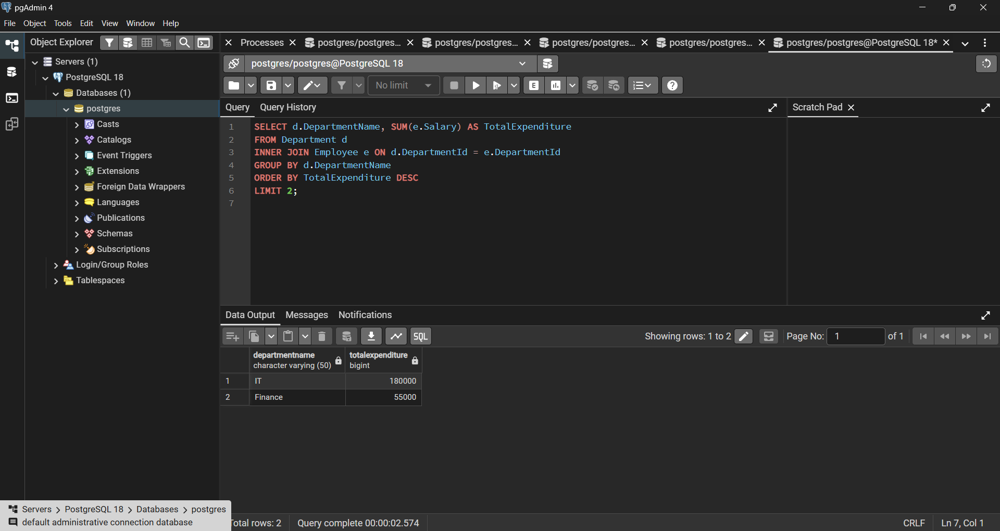 pgAdmin 4
File Object Tools Edit View Window Help
Object Explorer
Processes postgres/postgres... postgres/postgres... postgres/postgres... postgres/postgres... postgres/postgres@PostgreSQL 18*
Servers (1)
PostgreSQL 18
Databases (1)
postgres
Casts
Catalogs
Event Triggers
Extensions
Foreign Data Wrappers
Languages
Publications
Schemas
Subscriptions
Login/Group Roles
Tablespaces
postgres/postgres@PostgreSQL 18
No limit E
Query Query History
Scratch Pad
1 SELECT d.DepartmentName, SUM(e.Salary) AS TotalExpenditure
2 FROM Department d
3 INNER JOIN Employee e ON d.DepartmentId = e.DepartmentId
4 GROUP BY d.DepartmentName
5 ORDER BY TotalExpenditure DESC
6 LIMIT 2;
7
Data Output Messages Notifications
SQL Showing rows: 1 to 2 Page No: 1 of 1
departmentname totalexpenditure
character varying (50) bigint
1 IT 180000
2 Finance 55000
Servers > PostgreSQL 18 > Databases > postgres
default administrative connection database
Total rows: 2 Query complete 00:00:02.574 CRLF Ln 7, Col 1